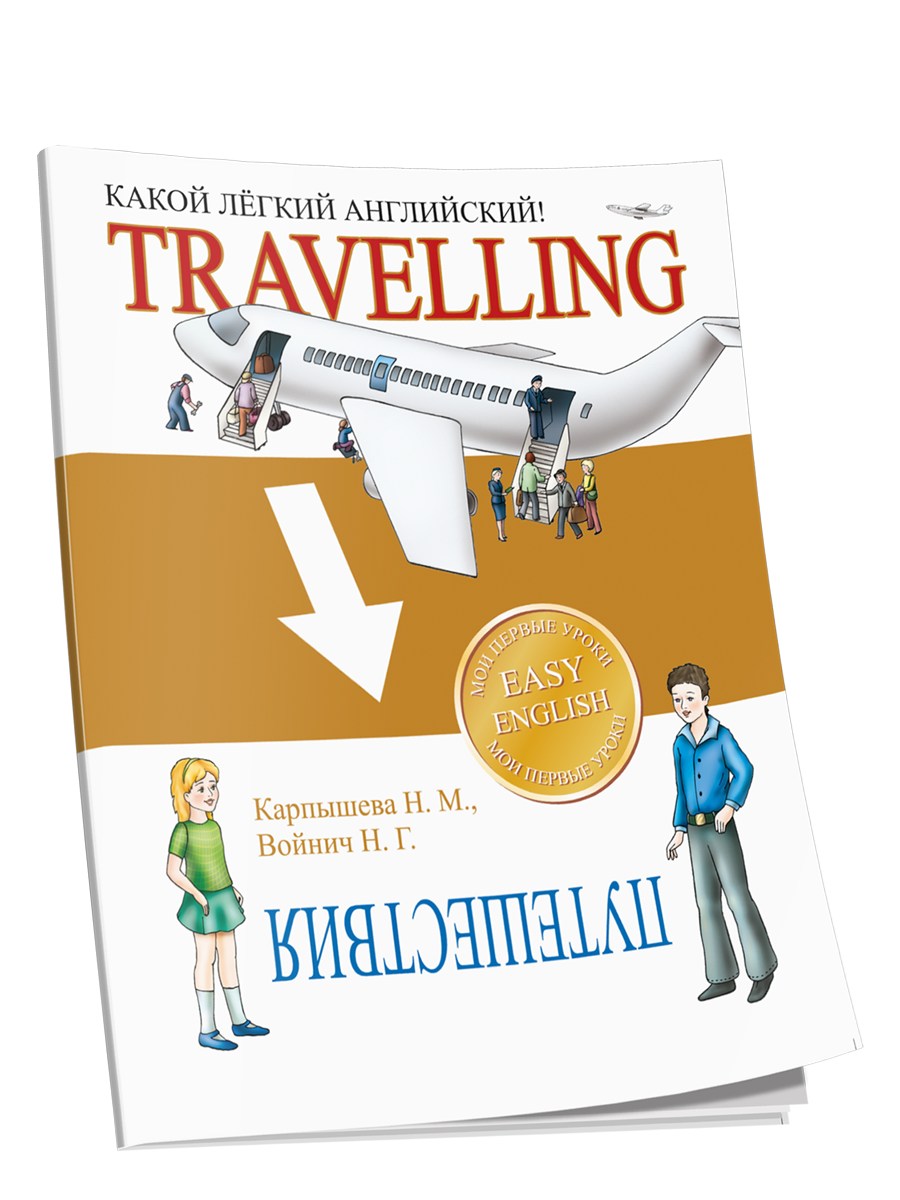 КАКОЙ ЛЁГКИЙ АНГЛИЙСКИЙ!
TRAVELLING
МОИ ПЕРВЫЕ УРОКИ
EASY
ENGLISH
МОИ ПЕРВЫЕ УРОКИ
Карпышева Н. М.,
Войнич Н. Г.
ПУТЕШЕСТВИЯ